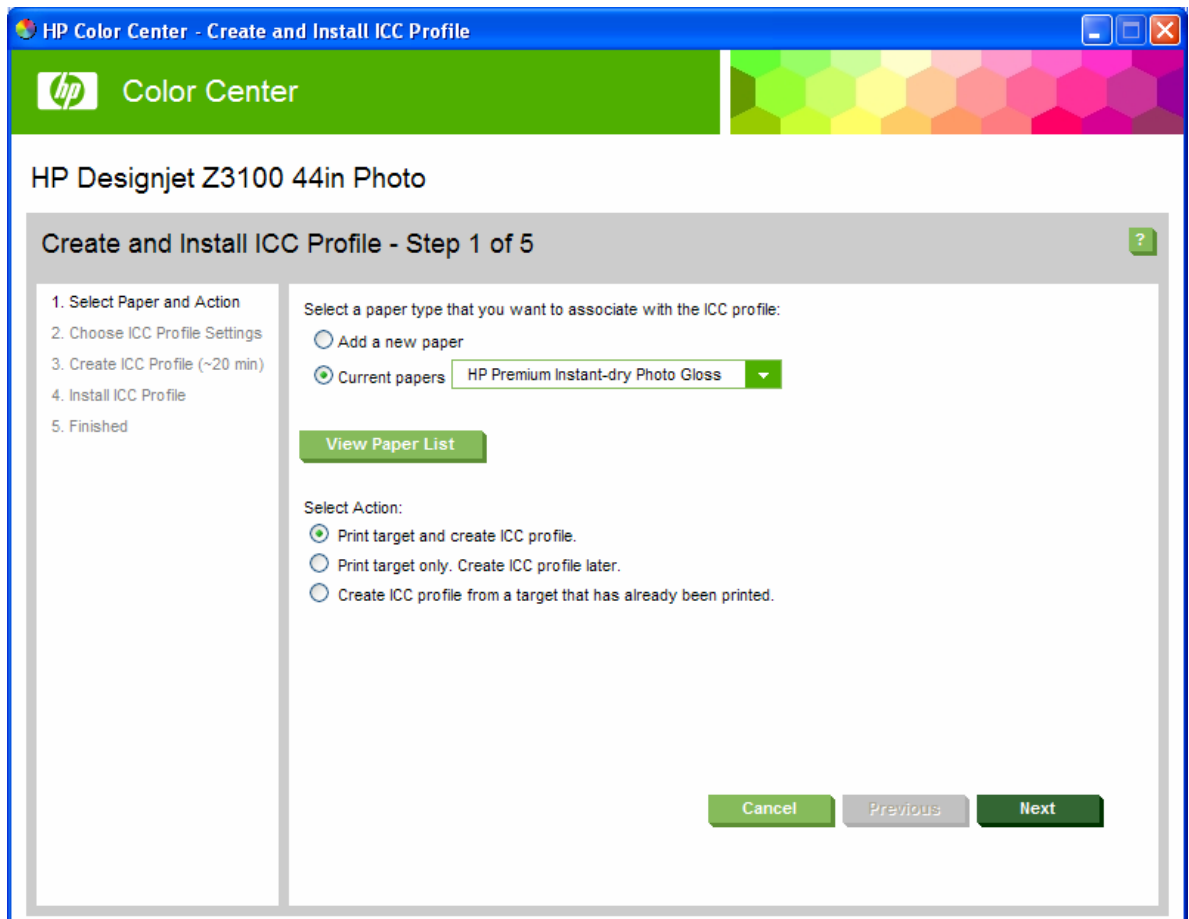 HP Color Center - Create and Install ICC Profile
hp Color Center
HP Designjet Z3100 44in Photo
Create and Install ICC Profile - Step 1 of 5
?
1. Select Paper and Action
2. Choose ICC Profile Settings
3. Create ICC Profile (~20 min)
4. Install ICC Profile
5. Finished
Select a paper type that you want to associate with the ICC profile:
Add a new paper
Current papers HP Premium Instant-dry Photo Gloss
View Paper List
Select Action:
Print target and create ICC profile.
Print target only. Create ICC profile later.
Create ICC profile from a target that has already been printed.
Cancel Previous Next